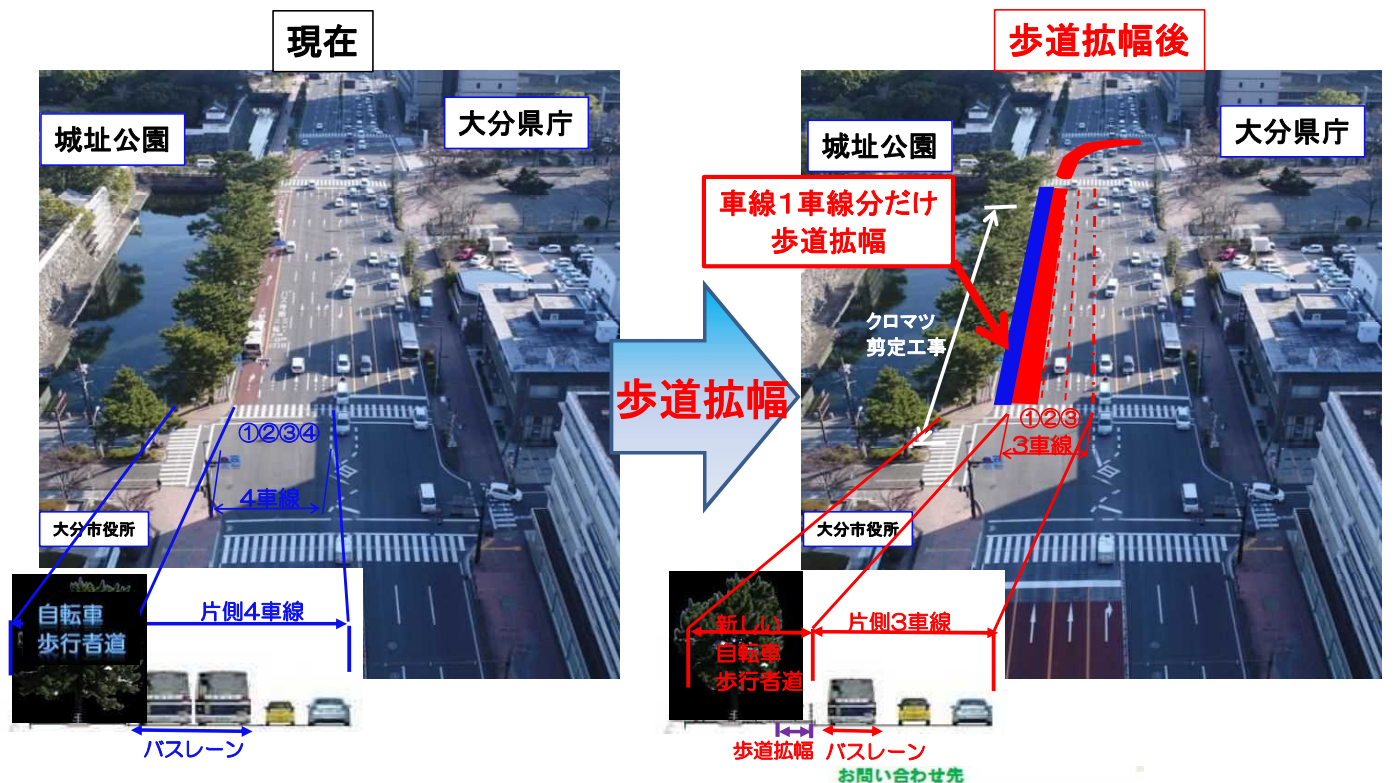 現在
城址公園
大分県庁
①②③④
4車線
大分市役所
自転車
歩行者道
片側4車線
バスレーン
歩道拡幅
歩道拡幅後
城址公園
大分県庁
車線1車線分だけ
歩道拡幅
クロマツ
剪定工事
①②③
3車線
大分市役所
新しい
自転車
歩行者道
片側3車線
歩道拡幅
バスレーン
お問い合わせ先